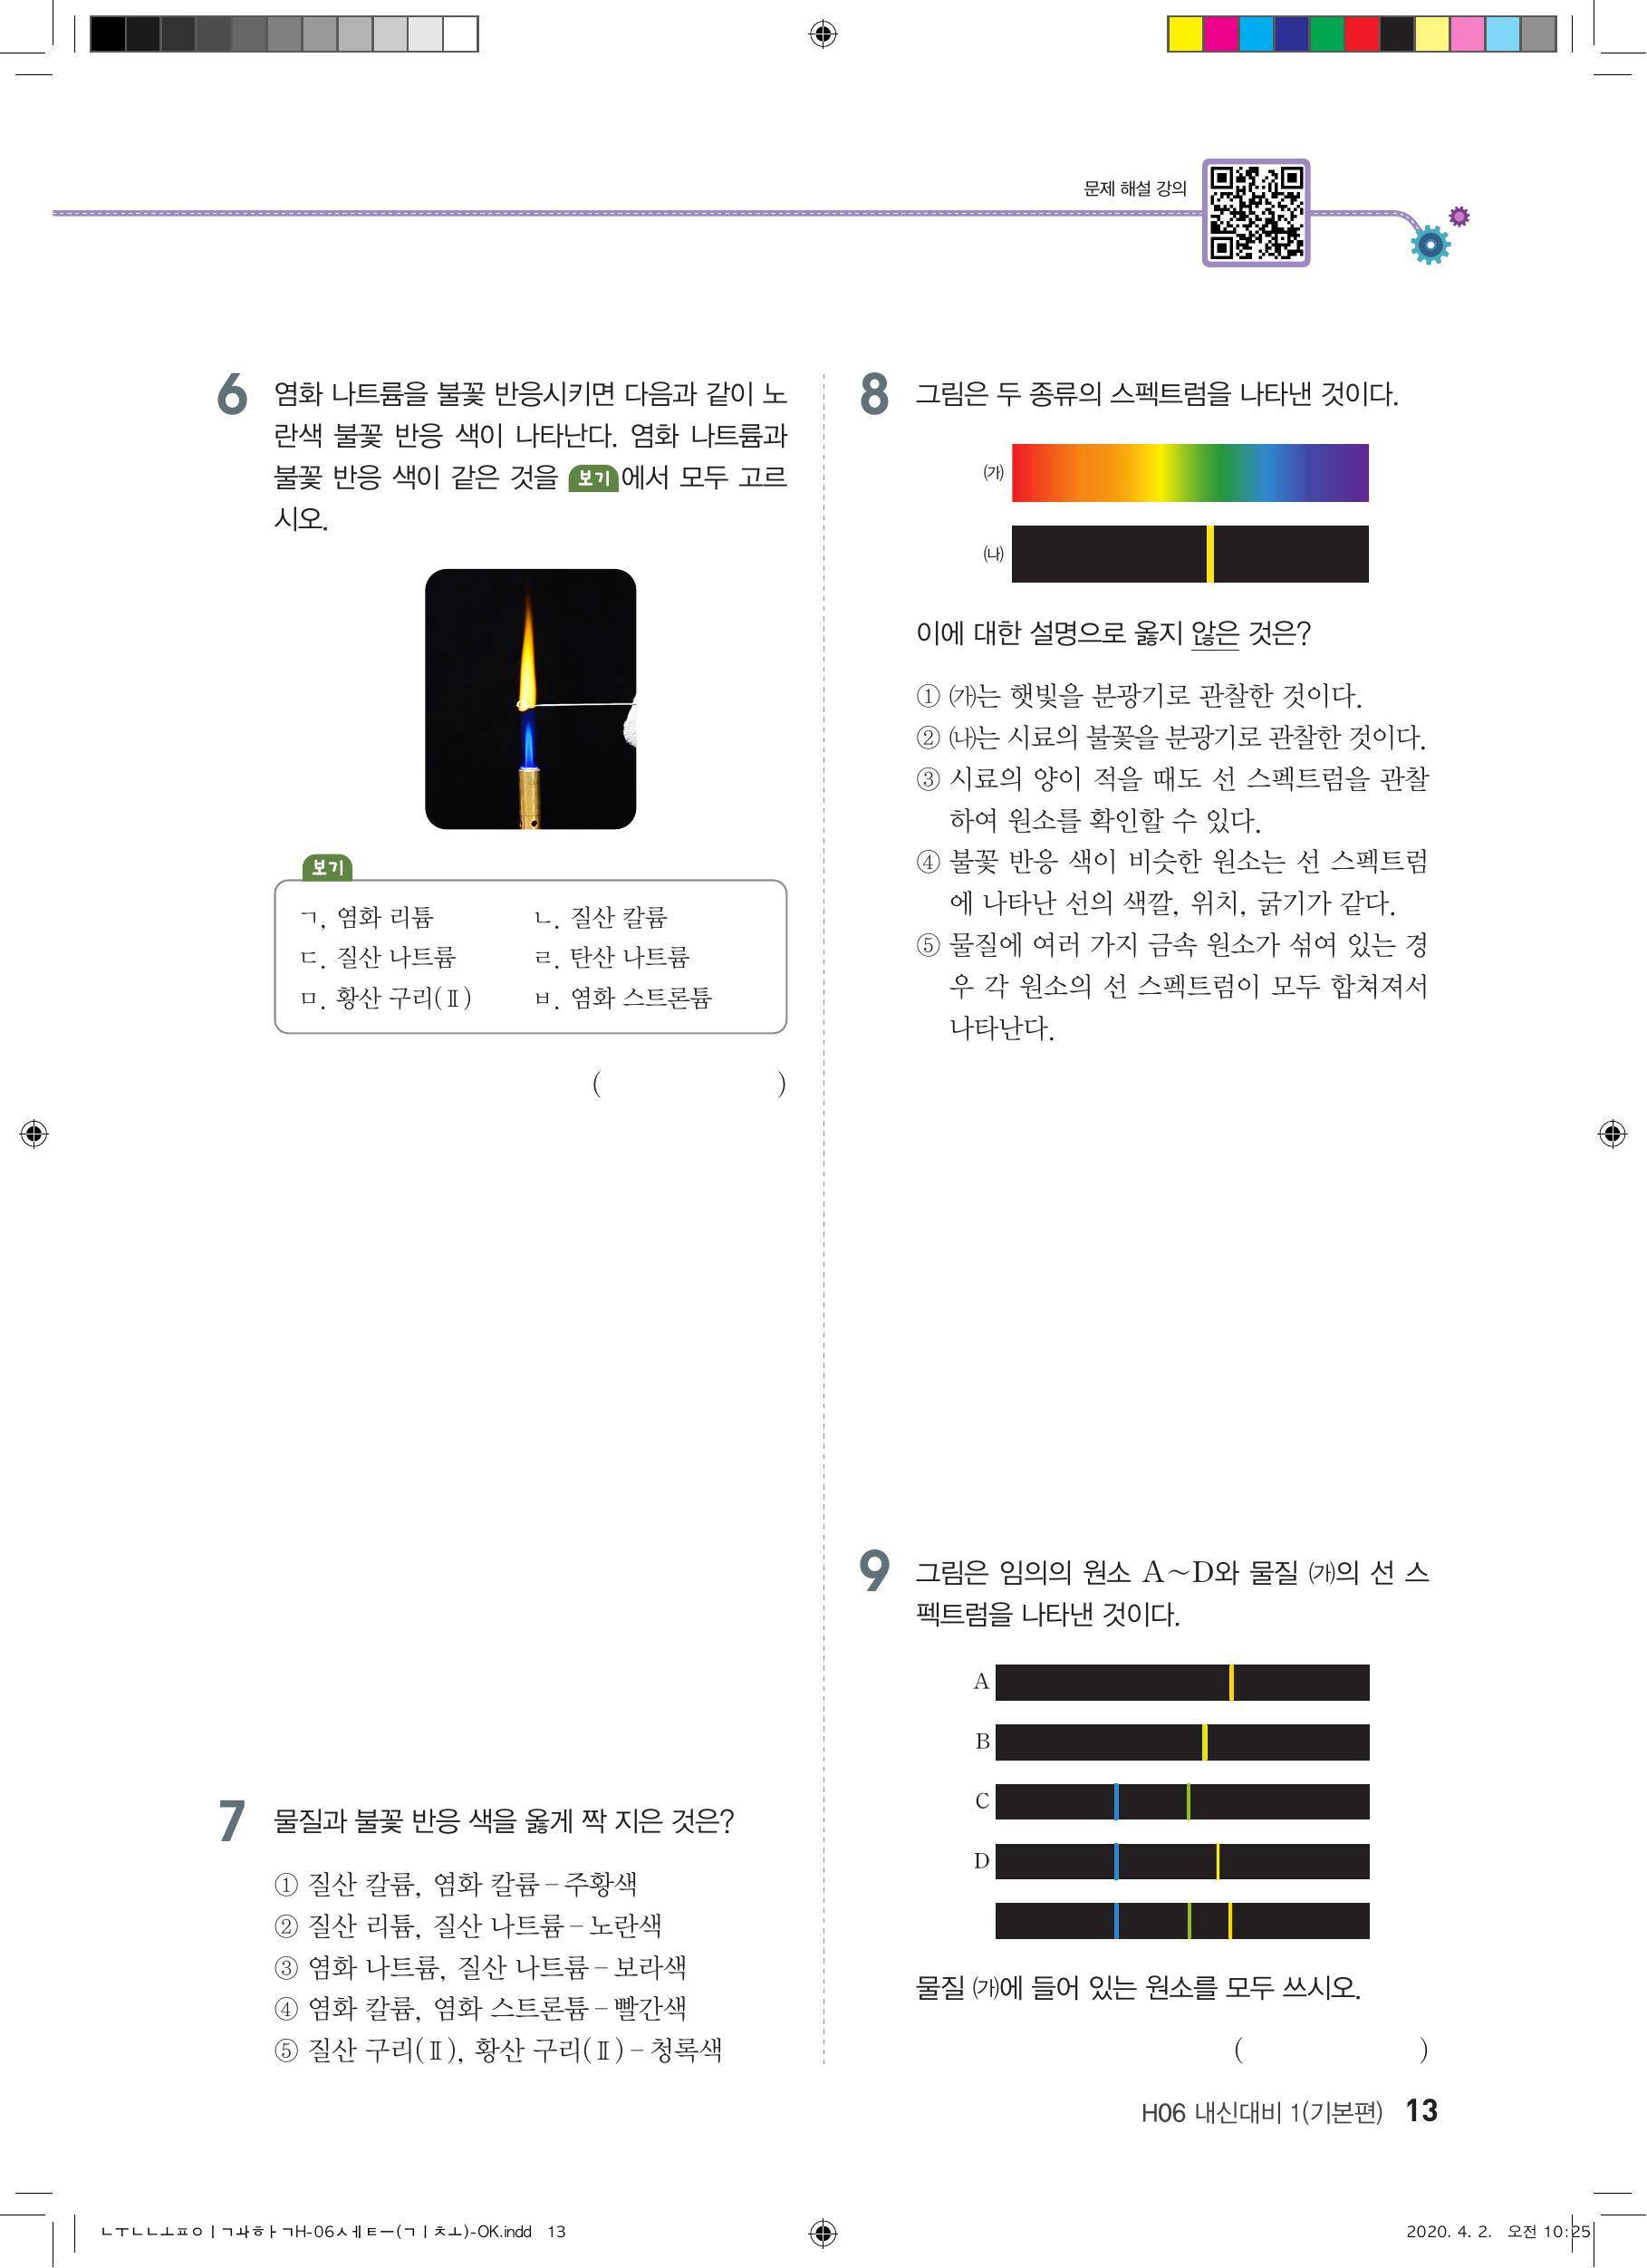 문제 해설 강의
6 염화 나트륨을 불꽃 반응시키면 다음과 같이 노
란색 불꽃 반응 색이 나타난다. 염화 나트륨과
불꽃 반응 색이 같은 것을 보기에서 모두 고르
시오.
보기
ㄱ. 염화 리튬 ㄴ. 질산 칼륨
ㄷ. 질산 나트륨 ㄹ. 탄산 나트륨
ㅁ. 황산 구리(Ⅱ) ㅂ. 염화 스트론튬
( )
7 물질과 불꽃 반응 색을 옳게 짝 지은 것은?
① 질산 칼륨, 염화 칼륨 – 주황색
② 질산 리튬, 질산 나트륨 – 노란색
③ 염화 나트륨, 질산 나트륨 – 보라색
④ 염화 칼륨, 염화 스트론튬 – 빨간색
⑤ 질산 구리(Ⅱ), 황산 구리(Ⅱ) – 청록색
8 그림은 두 종류의 스펙트럼을 나타낸 것이다.
㈎
㈏
이에 대한 설명으로 옳지 않은 것은?
① ㈎는 햇빛을 분광기로 관찰한 것이다.
② ㈏는 시료의 불꽃을 분광기로 관찰한 것이다.
③ 시료의 양이 적을 때도 선 스펙트럼을 관찰
하여 원소를 확인할 수 있다.
④ 불꽃 반응 색이 비슷한 원소는 선 스펙트럼
에 나타난 선의 색깔, 위치, 굵기가 같다.
⑤ 물질에 여러 가지 금속 원소가 섞여 있는 경
우 각 원소의 선 스펙트럼이 모두 합쳐져서
나타난다.
9 그림은 임의의 원소 A~D와 물질 ㈎의 선 스
펙트럼을 나타낸 것이다.
A
B
C
D
물질 ㈎에 들어 있는 원소를 모두 쓰시오.
( )
H06 내신대비 1(기본편) 13
ㄴㅜㄴㄴㅗㅍㅇㅣㄱㅘㅎㅏㄱH-06ㅅㅔㅌㅡ(ㄱㅣㅊㅗ)-OK.indd 13
2020. 4. 2. 오전 10:25